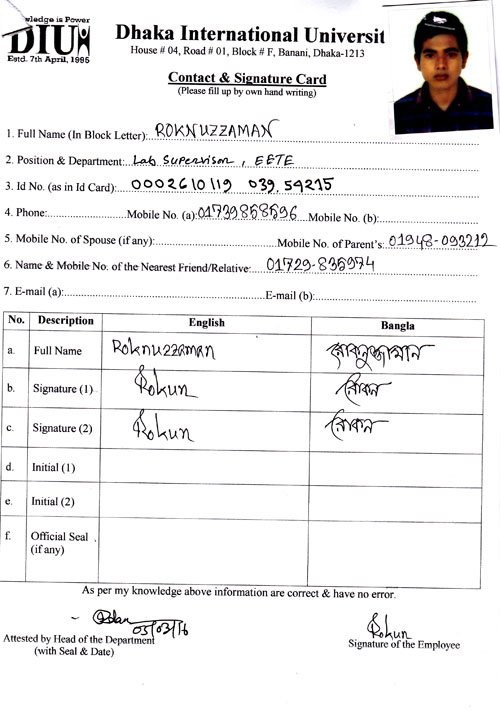 Knowledge is Power
DIU
Estd. 7th April, 1995
Dhaka International Universit
House # 04, Road # 01, Block # F, Banani, Dhaka-1213
Contact & Signature Card
(Please fill up by own hand writing)
1. Full Name (In Block Letter): ROKNUZZAMAN
2. Position & Department: Lab Supervisor, EETE
3. Id No. (as in Id Card): 0002610119 039.54215
4. Phone: Mobile No. (a): 01739858596 Mobile No. (b):
5. Mobile No. of Spouse (if any): Mobile No. of Parent's: 01948-093212
6. Name & Mobile No. of the Nearest Friend/Relative: 01729-835974
7. E-mail (a): E-mail (b):
No. Description English Bangla
a. Full Name ROKNUZZAMAN রোকনুজ্জামান
b. Signature (1) Rokun রোকন
c. Signature (2) Rokun রোকন
d. Initial (1)
e. Initial (2)
f. Official Seal
(if any)
As per my knowledge above information are correct & have no error.
03/03/16 Rokun
Attested by Head of the Department Signature of the Employee
(with Seal & Date)